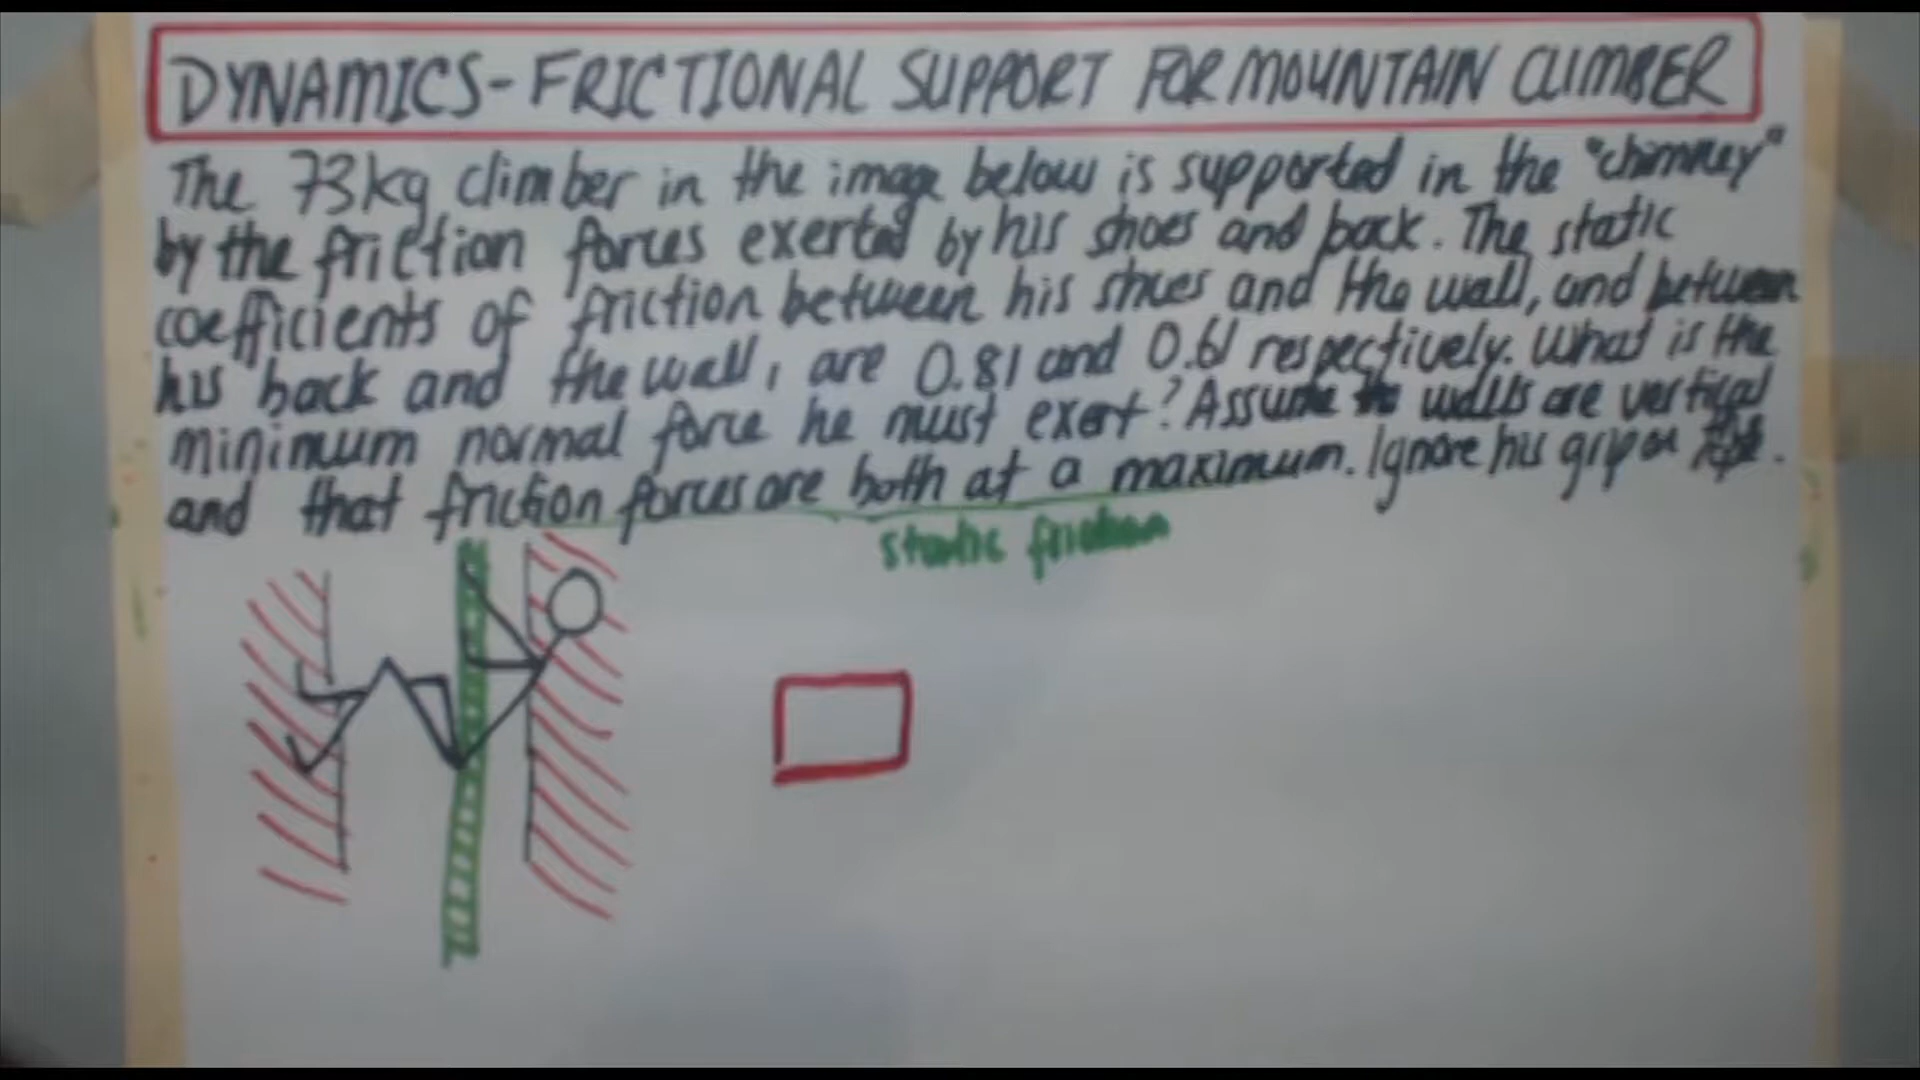 DYNAMICS-FRICTIONAL SUPPORT FOR MOUNTAIN CLIMBER
The 73kg climber in the image below is supported in the "chimney"
by the friction forces exerted by his shoes and back. The static
coefficients of friction between his shoes and the wall, and between
his back and the wall, are 0.81 and 0.61 respectively. What is the
minimum normal force he must exert? Assume the walls are vertical
and that friction forces are both at a maximum. Ignore his grip on
static friction